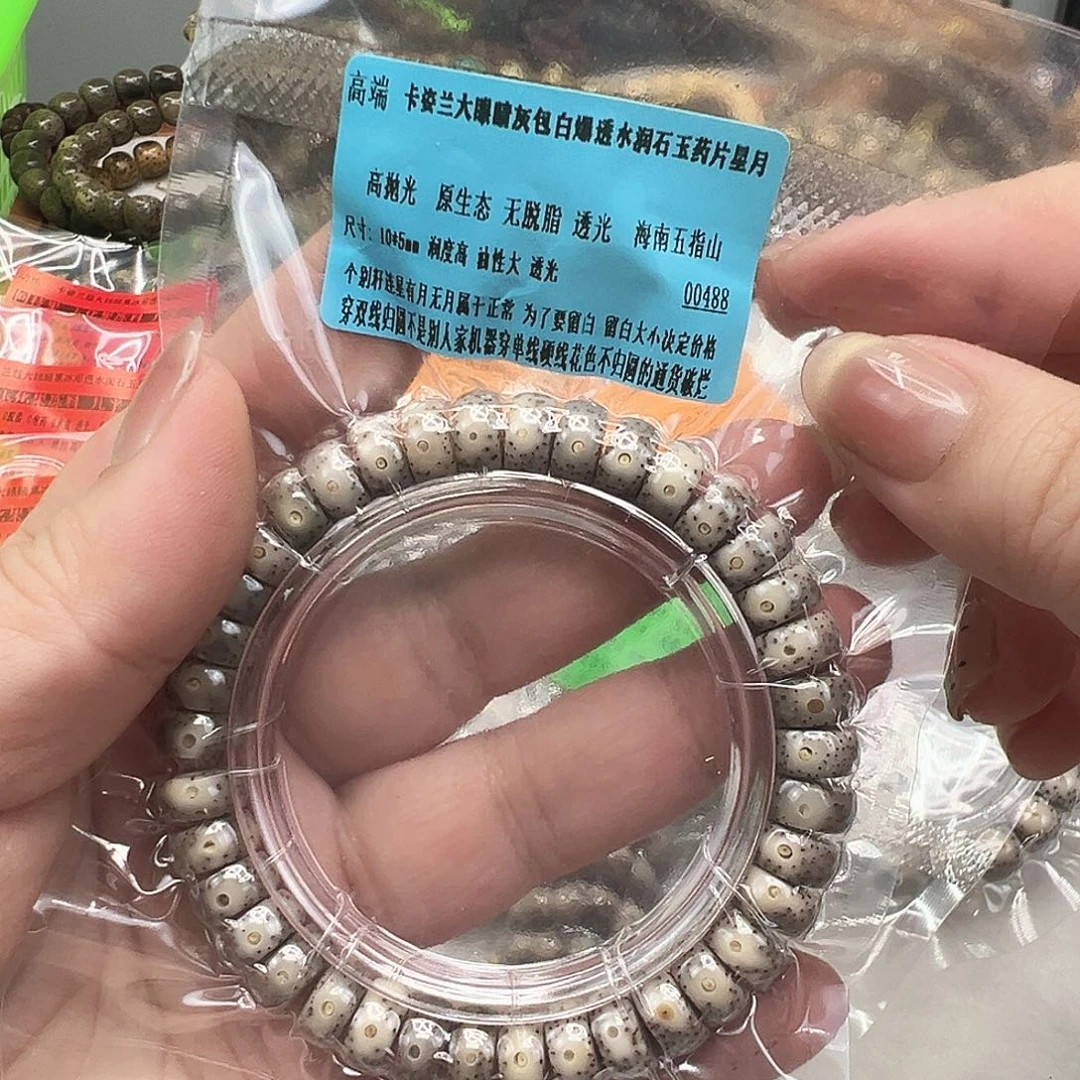 高端 卡姿兰大眼睛灰包白爆透水润石玉药片星月
高抛光 原生态 无脱脂 透光 海南五指山
尺寸：10*5mm 润度高 油性大 透光
00488
个别籽连星有月无月属于正常 为了要留白 留白大小决定价格
穿双线归圆不是别人家机器穿单线硬线花色不归圆的通货破烂